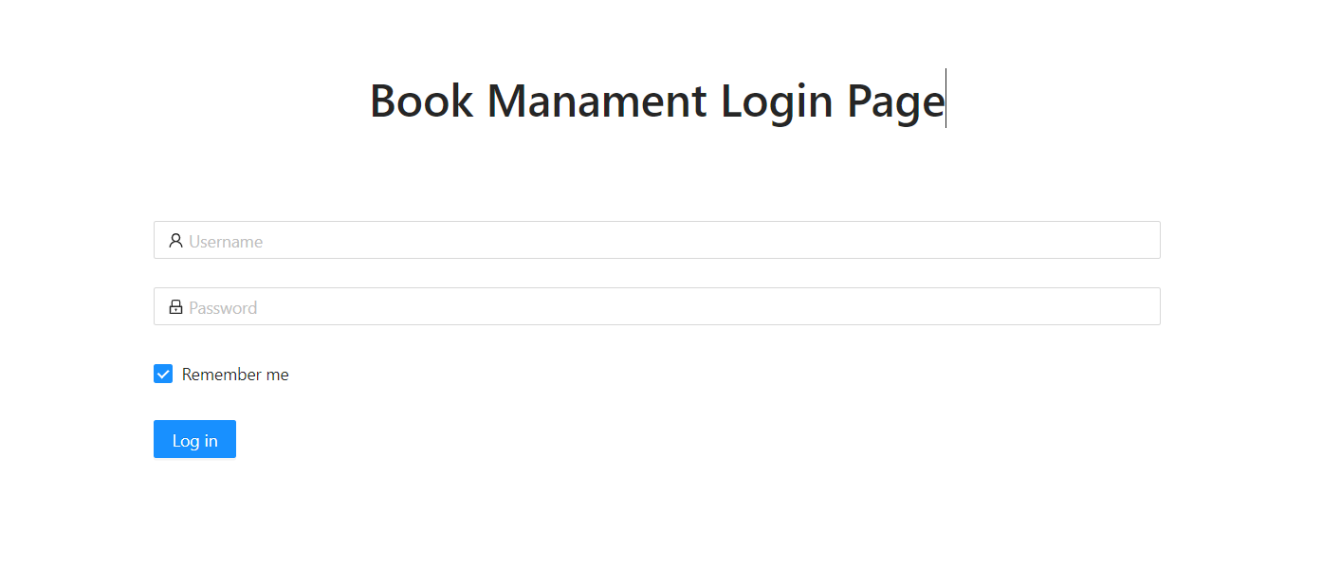 Book Manament Login Page
Username
Password
Remember me
Log in